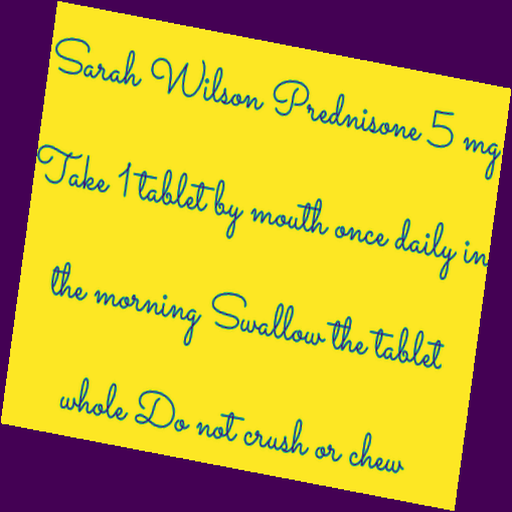 Sarah Wilson Prednisone 5 mg
Take 1 tablet by mouth once daily in
the morning Swallow the tablet
whole Do not crush or chew